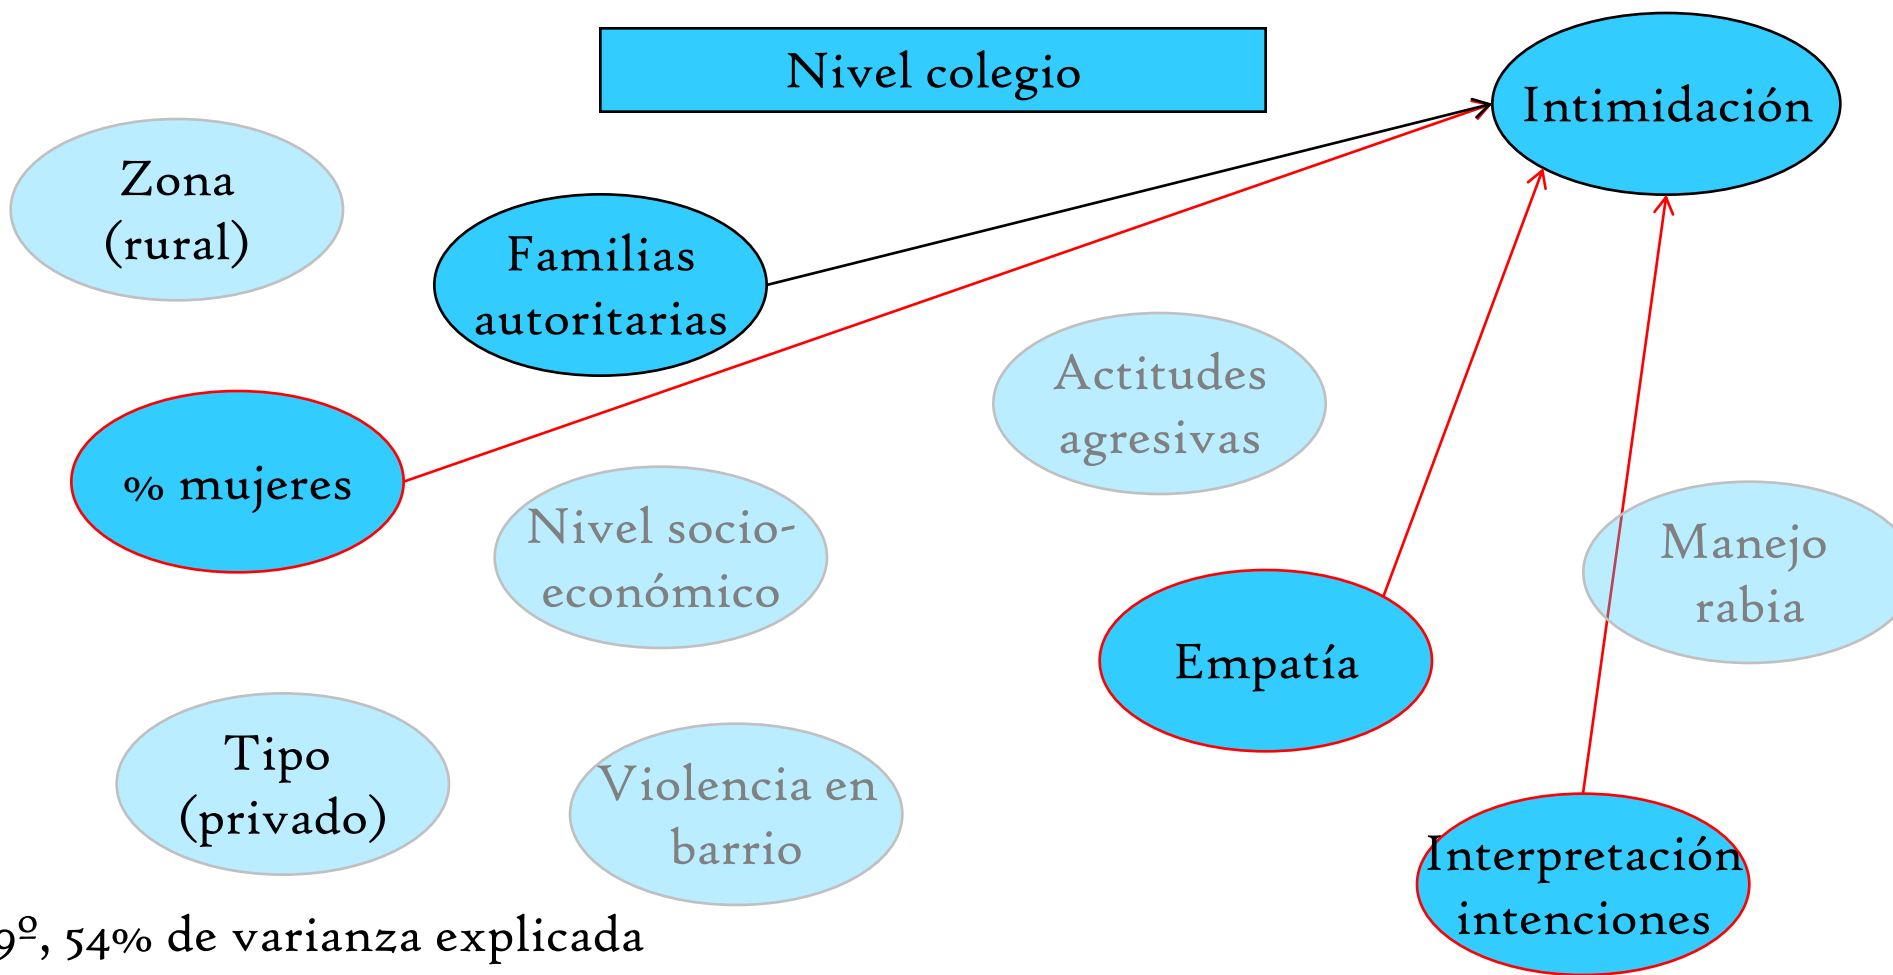 Nivel colegio
Intimidación
Zona
(rural)
Familias
autoritarias
Actitudes
agresivas
% mujeres
Nivel socio-
económico
Manejo
rabia
Empatía
Tipo
(privado)
Violencia en
barrio
Interpretación
intenciones
9º, 54% de varianza explicada